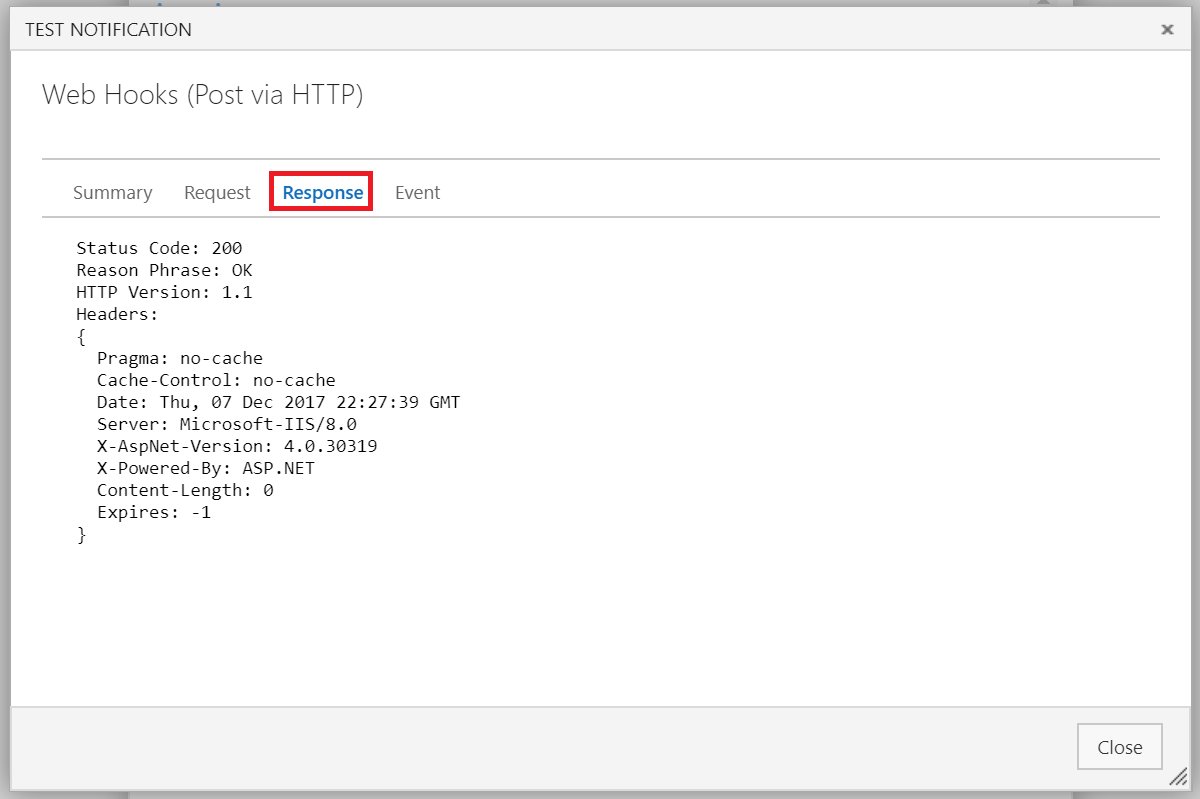 TEST NOTIFICATION
Web Hooks (Post via HTTP)
Summary Request Response Event
Status Code: 200
Reason Phrase: OK
HTTP Version: 1.1
Headers:
{
  Pragma: no-cache
  Cache-Control: no-cache
  Date: Thu, 07 Dec 2017 22:27:39 GMT
  Server: Microsoft-IIS/8.0
  X-AspNet-Version: 4.0.30319
  X-Powered-By: ASP.NET
  Content-Length: 0
  Expires: -1
}
Close